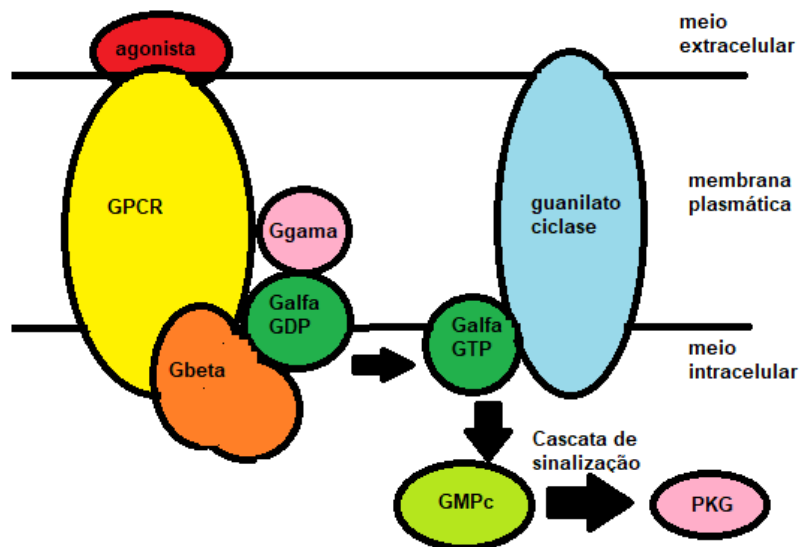 meio
extracelular
agonista
GPCR
Ggama
guanilato
ciclase
membrana
plasmática
Galfa
GDP
Galfa
GTP
Gbeta
meio
intracelular
Cascata de
sinalização
GMPc
PKG